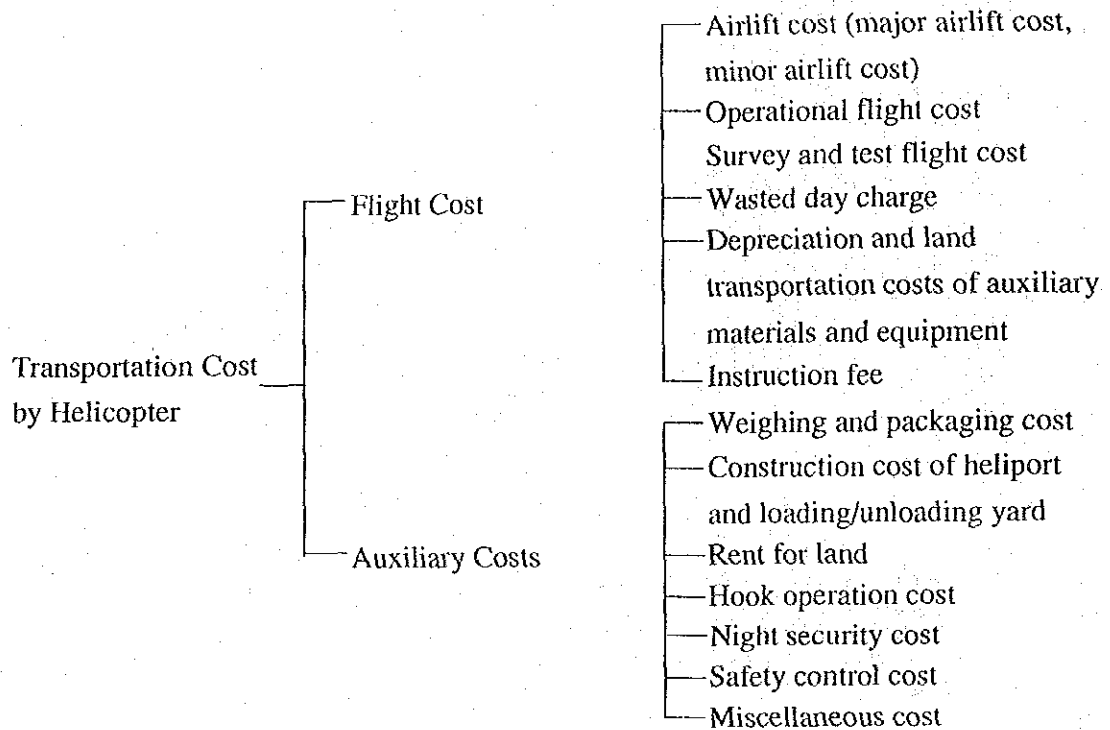 Transportation Cost
by Helicopter
Flight Cost
Airlift cost (major airlift cost,
minor airlift cost)
Operational flight cost
Survey and test flight cost
Wasted day charge
Depreciation and land
transportation costs of auxiliary
materials and equipment
Instruction fee
Auxiliary Costs
Weighing and packaging cost
Construction cost of heliport
and loading/unloading yard
Rent for land
Hook operation cost
Night security cost
Safety control cost
Miscellaneous cost